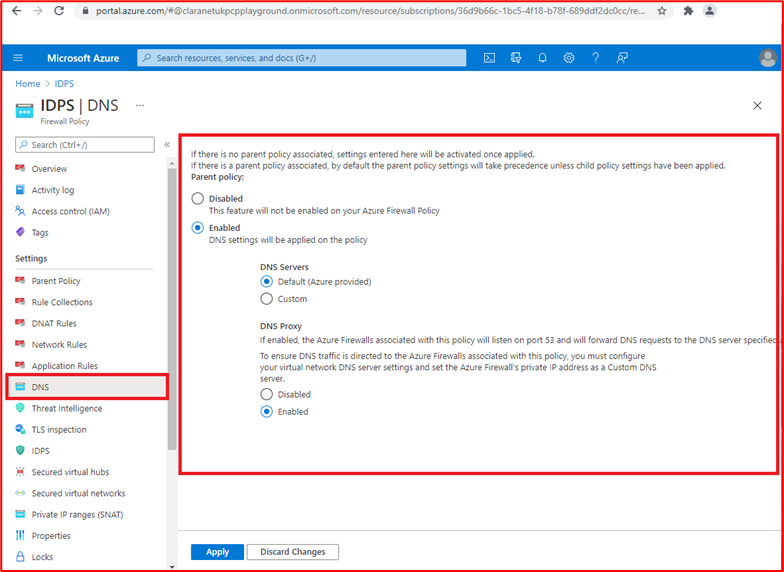 portal.azure.com/#@claranetukpcpplayground.onmicrosoft.com/resource/subscriptions/36d9b66c-1bc5-4f18-b78f-689ddf2dc0cc/re...
Microsoft Azure
Search resources, services, and docs (G+/)
Home > IDPS
IDPS | DNS ...
Firewall Policy
Search (Ctrl+/)
«
Overview
Activity log
Access control (IAM)
Tags
Settings
Parent Policy
Rule Collections
DNAT Rules
Network Rules
Application Rules
DNS
Threat Intelligence
TLS inspection
IDPS
Secured virtual hubs
Secured virtual networks
Private IP ranges (SNAT)
Properties
Locks
If there is no parent policy associated, settings entered here will be activated once applied.
If there is a parent policy associated, by default the parent policy settings will take precedence unless child policy settings have been applied.
Parent policy:
Disabled
This feature will not be enabled on your Azure Firewall Policy
Enabled
DNS settings will be applied on the policy
DNS Servers
Default (Azure provided)
Custom
DNS Proxy
If enabled, the Azure Firewalls associated with this policy will listen on port 53 and will forward DNS requests to the DNS server specified
To ensure DNS traffic is directed to the Azure Firewalls associated with this policy, you must configure
your virtual network DNS server settings and set the Azure Firewall's private IP address as a Custom DNS
server.
Disabled
Enabled
Apply
Discard Changes